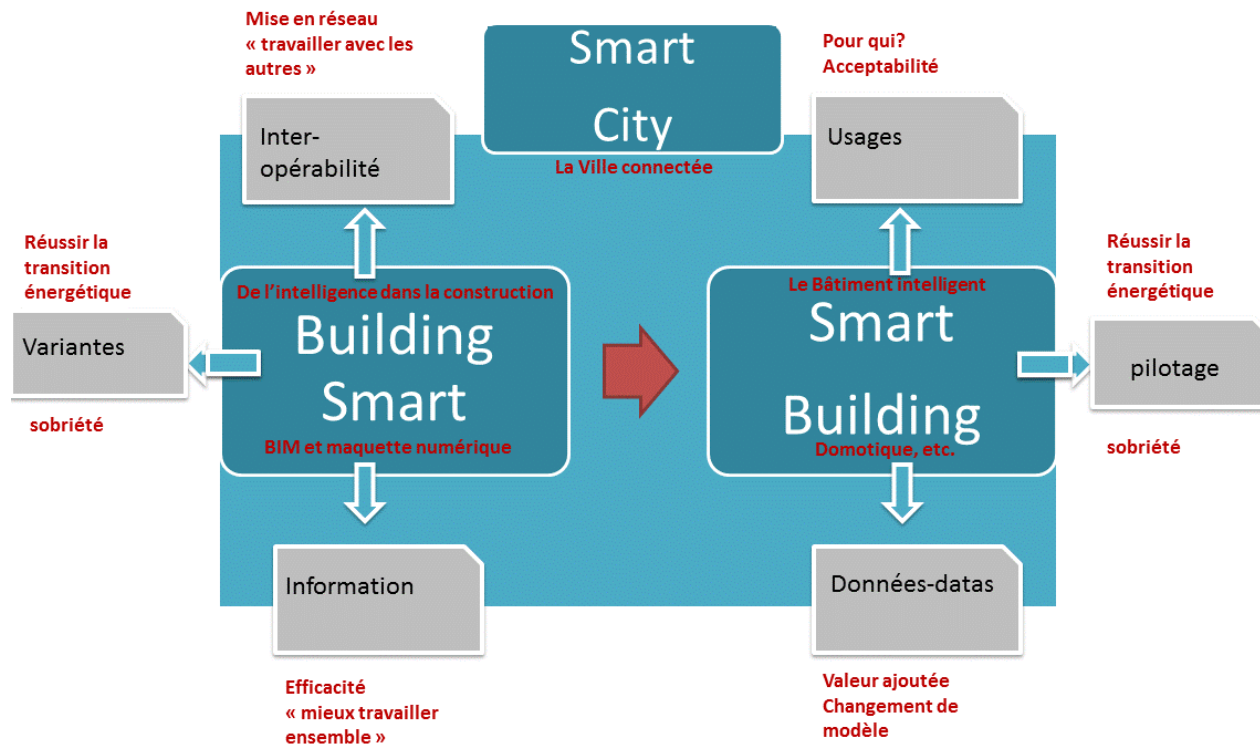 Mise en réseau
« travailler avec les
autres »
Smart
City
La Ville connectée
Pour qui?
Acceptabilité
Inter-
opérabilité
Usages
Réussir la
transition
énergétique
Variantes
sobriété
De l'intelligence dans la construction
Building
Smart
BIM et maquette numérique
Le Bâtiment intelligent
Smart
Building
Domotique, etc.
Réussir la
transition
énergétique
pilotage
sobriété
Information
Efficacité
« mieux travailler
ensemble »
Données-datas
Valeur ajoutée
Changement de
modèle